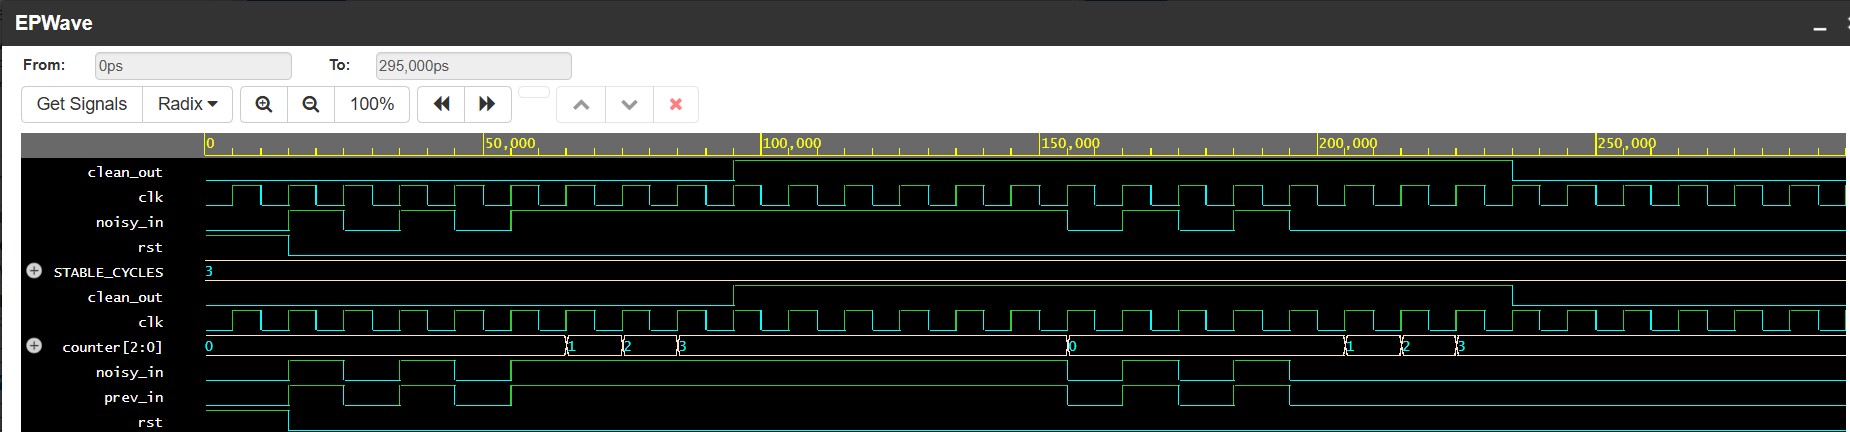 EPWave
From: 0ps To: 295,000ps
Get Signals Radix 100%
0 50,000 100,000 150,000 200,000 250,000
clean_out
clk
noisy_in
rst
STABLE_CYCLES 3
clean_out
clk
counter[2:0] 0 1 2 3 0 1 2 3
noisy_in
prev_in
rst